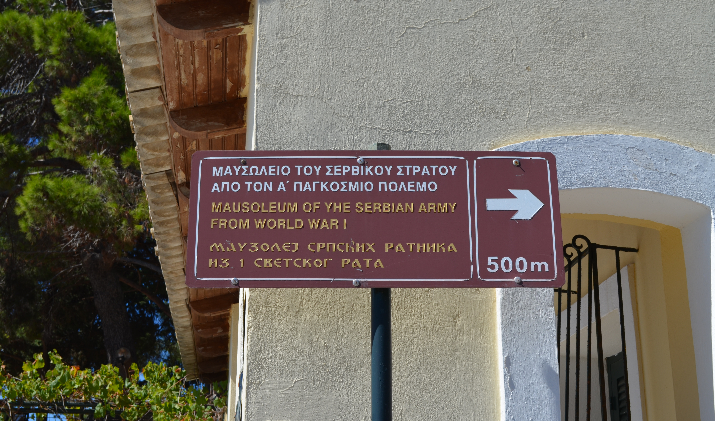 ΜΑΥΣΩΛΕΙΟ ΤΟΥ ΣΕΡΒΙΚΟΥ ΣΤΡΑΤΟΥ
ΑΠΟ ΤΟΝ Α΄ ΠΑΓΚΟΣΜΙΟ ΠΟΛΕΜΟ
MAUSOLEUM OF YHE SERBIAN ARMY
FROM WORLD WAR I
МАУЗОЛЕЈ СРПСКИХ РАТНИКА
ИЗ 1 СВЕТСКОГ РАТА
500m